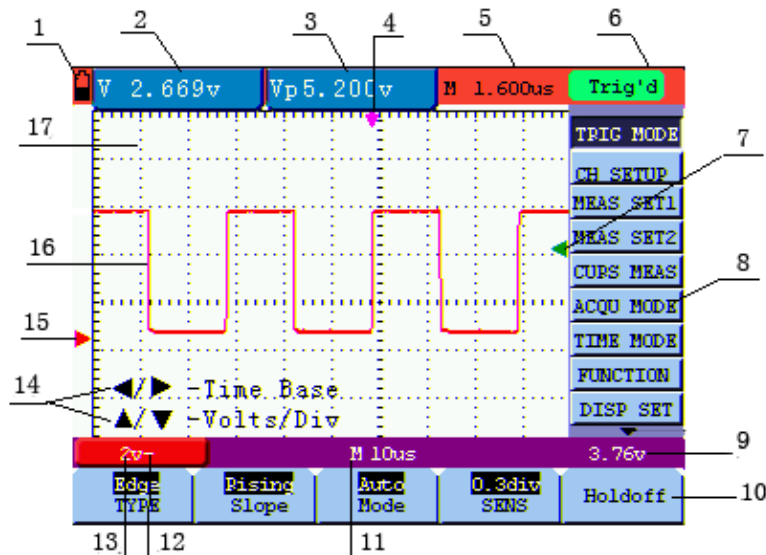 1 2 3 4 5 6
V 2.669v Vp5.200v M 1.600us Trig'd
17
TRIG MODE
7
CH SETUP
MEAS SET1
MEAS SET2
16
CURS MEAS
8
ACQU MODE
15
TIME MODE
FUNCTION
14
◀/▶ -Time Base
DISP SET
▲/▼ -Volts/Div
9
2v- M 10us 3.76v
Edge Rising Auto 0.3div Holdoff
TYPE Slope Mode SENS
10
13 12 11